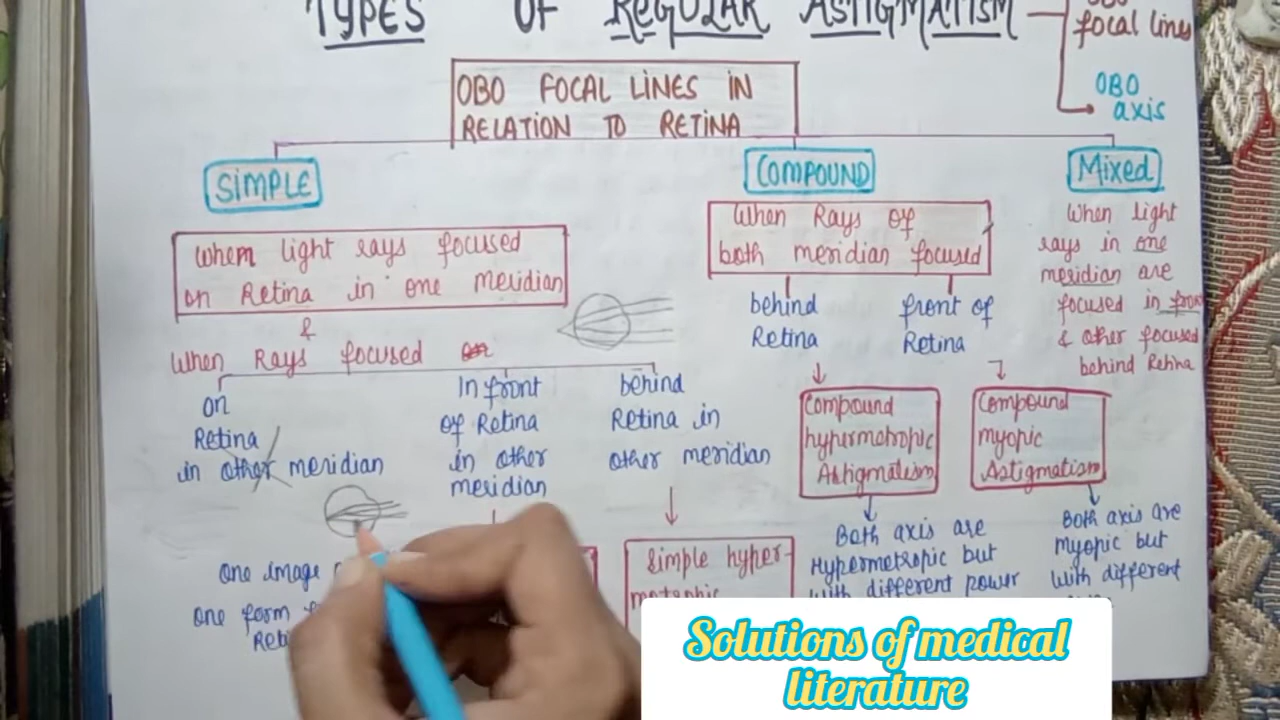 TYPES OF REGULAR ASTIGMATISM
focal lines
OBO
axis
OBO FOCAL LINES IN
RELATION TO RETINA
SIMPLE
When light rays focused
on Retina in one meridian
&
When Rays focused
on
Retina
in other meridian
In front
of Retina
in other
meridian
behind
Retina in
other meridian
One image
one form
Simple hyper-
COMPOUND
When Rays of
both meridian focused
behind
Retina
front of
Retina
Compound
hypermotropic
Astigmatism
Compound
myopic
Astigmatism
Both axis are
Hypermetropic but
with different power
Both axis are
myopic but
with different
Mixed
When light
rays in one
meridian are
focused in front
& other focused
behind Retina
Solutions of medical
literature